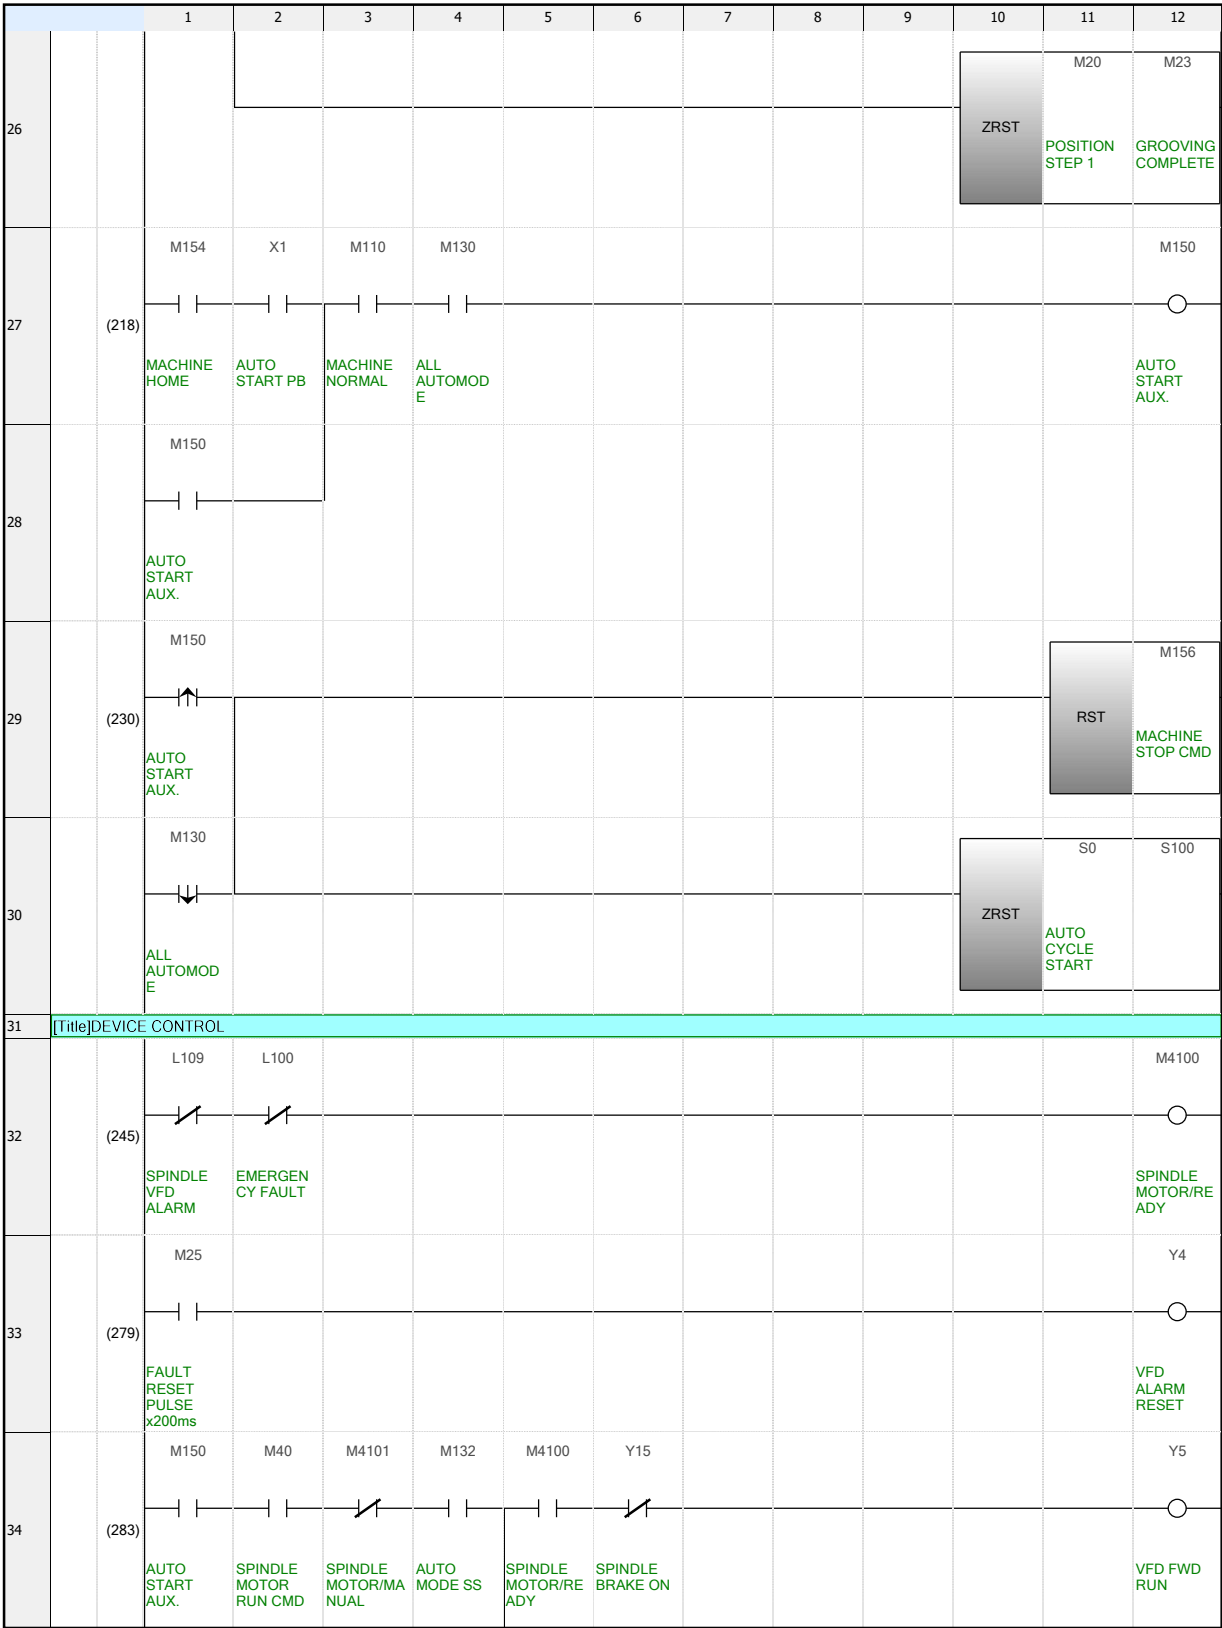 1 2 3 4 5 6 7 8 9 10 11 12
26
ZRST
M20 M23
POSITION
STEP 1
GROOVING
COMPLETE
27
(218)
M154 X1 M110 M130 M150
MACHINE
HOME
AUTO
START PB
MACHINE
NORMAL
ALL
AUTOMOD
E
AUTO
START
AUX.
28
M150
AUTO
START
AUX.
29
(230)
M150
AUTO
START
AUX.
RST
M156
MACHINE
STOP CMD
30
M130
ALL
AUTOMOD
E
ZRST
S0 S100
AUTO
CYCLE
START
31 [Title]DEVICE CONTROL
32
(245)
L109 L100 M4100
SPINDLE
VFD
ALARM
EMERGEN
CY FAULT
SPINDLE
MOTOR/RE
ADY
33
(279)
M25 Y4
FAULT
RESET
PULSE
x200ms
VFD
ALARM
RESET
34
(283)
M150 M40 M4101 M132 M4100 Y15 Y5
AUTO
START
AUX.
SPINDLE
MOTOR
RUN CMD
SPINDLE
MOTOR/MA
NUAL
AUTO
MODE SS
SPINDLE
MOTOR/RE
ADY
SPINDLE
BRAKE ON
VFD FWD
RUN